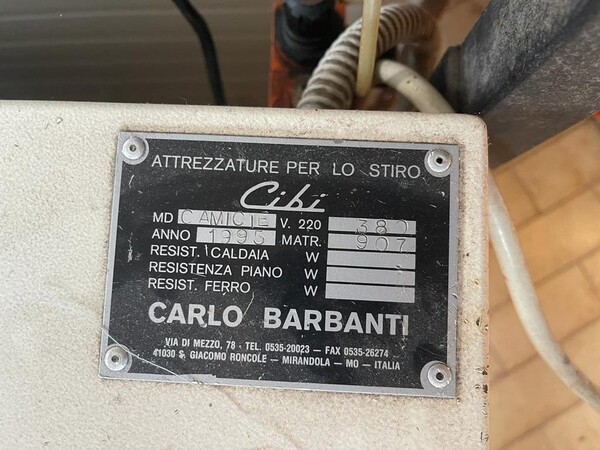 ATTREZZATURE PER LO STIRO
Cibi
MD CAMICIE V. 220 380
ANNO 1993 MATR. 907
RESIST. CALDAIA W
RESISTENZA PIANO W
RESIST. FERRO W
CARLO BARBANTI
VIA DI MEZZO, 78 - TEL. 0535-20023 — FAX 0535-26274
41030 S. GIACOMO RONCOLE — MIRANDOLA — MO — ITALIA